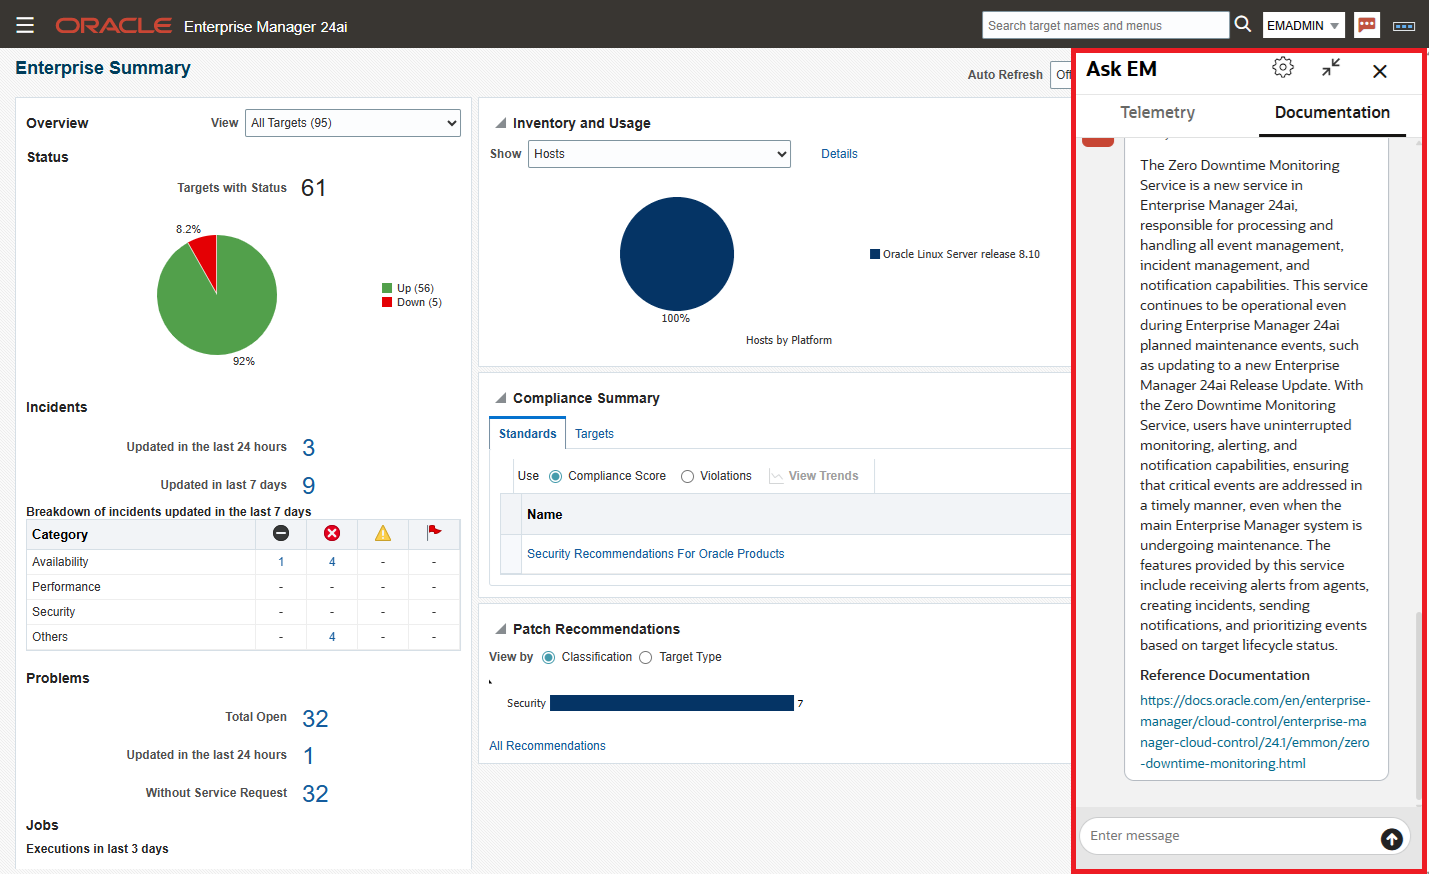 ORACLE Enterprise Manager 24ai
Search target names and menus
EMADMIN
Enterprise Summary
Auto Refresh
Overview
View All Targets (95)
Status
Targets with Status 61
8.2%
Up (56)
Down (5)
92%
Incidents
Updated in the last 24 hours 3
Updated in last 7 days 9
Breakdown of incidents updated in the last 7 days
Category
Availability 1 4 - -
Performance - - - -
Security - - - -
Others - 4 - -
Problems
Total Open 32
Updated in the last 24 hours 1
Without Service Request 32
Jobs
Executions in last 3 days
Inventory and Usage
Show Hosts Details
Oracle Linux Server release 8.10
100%
Hosts by Platform
Compliance Summary
Standards Targets
Use Compliance Score Violations View Trends
Name
Security Recommendations For Oracle Products
Patch Recommendations
View by Classification Target Type
Security 7
All Recommendations
Ask EM
Telemetry Documentation
The Zero Downtime Monitoring
Service is a new service in
Enterprise Manager 24ai,
responsible for processing and
handling all event management,
incident management, and
notification capabilities. This service
continues to be operational even
during Enterprise Manager 24ai
planned maintenance events, such
as updating to a new Enterprise
Manager 24ai Release Update. With
the Zero Downtime Monitoring
Service, users have uninterrupted
monitoring, alerting, and
notification capabilities, ensuring
that critical events are addressed in
a timely manner, even when the
main Enterprise Manager system is
undergoing maintenance. The
features provided by this service
include receiving alerts from agents,
creating incidents, sending
notifications, and prioritizing events
based on target lifecycle status.
Reference Documentation
https://docs.oracle.com/en/enterprise-
manager/cloud-control/enterprise-ma
nager-cloud-control/24.1/emmon/zero
-downtime-monitoring.html
Enter message